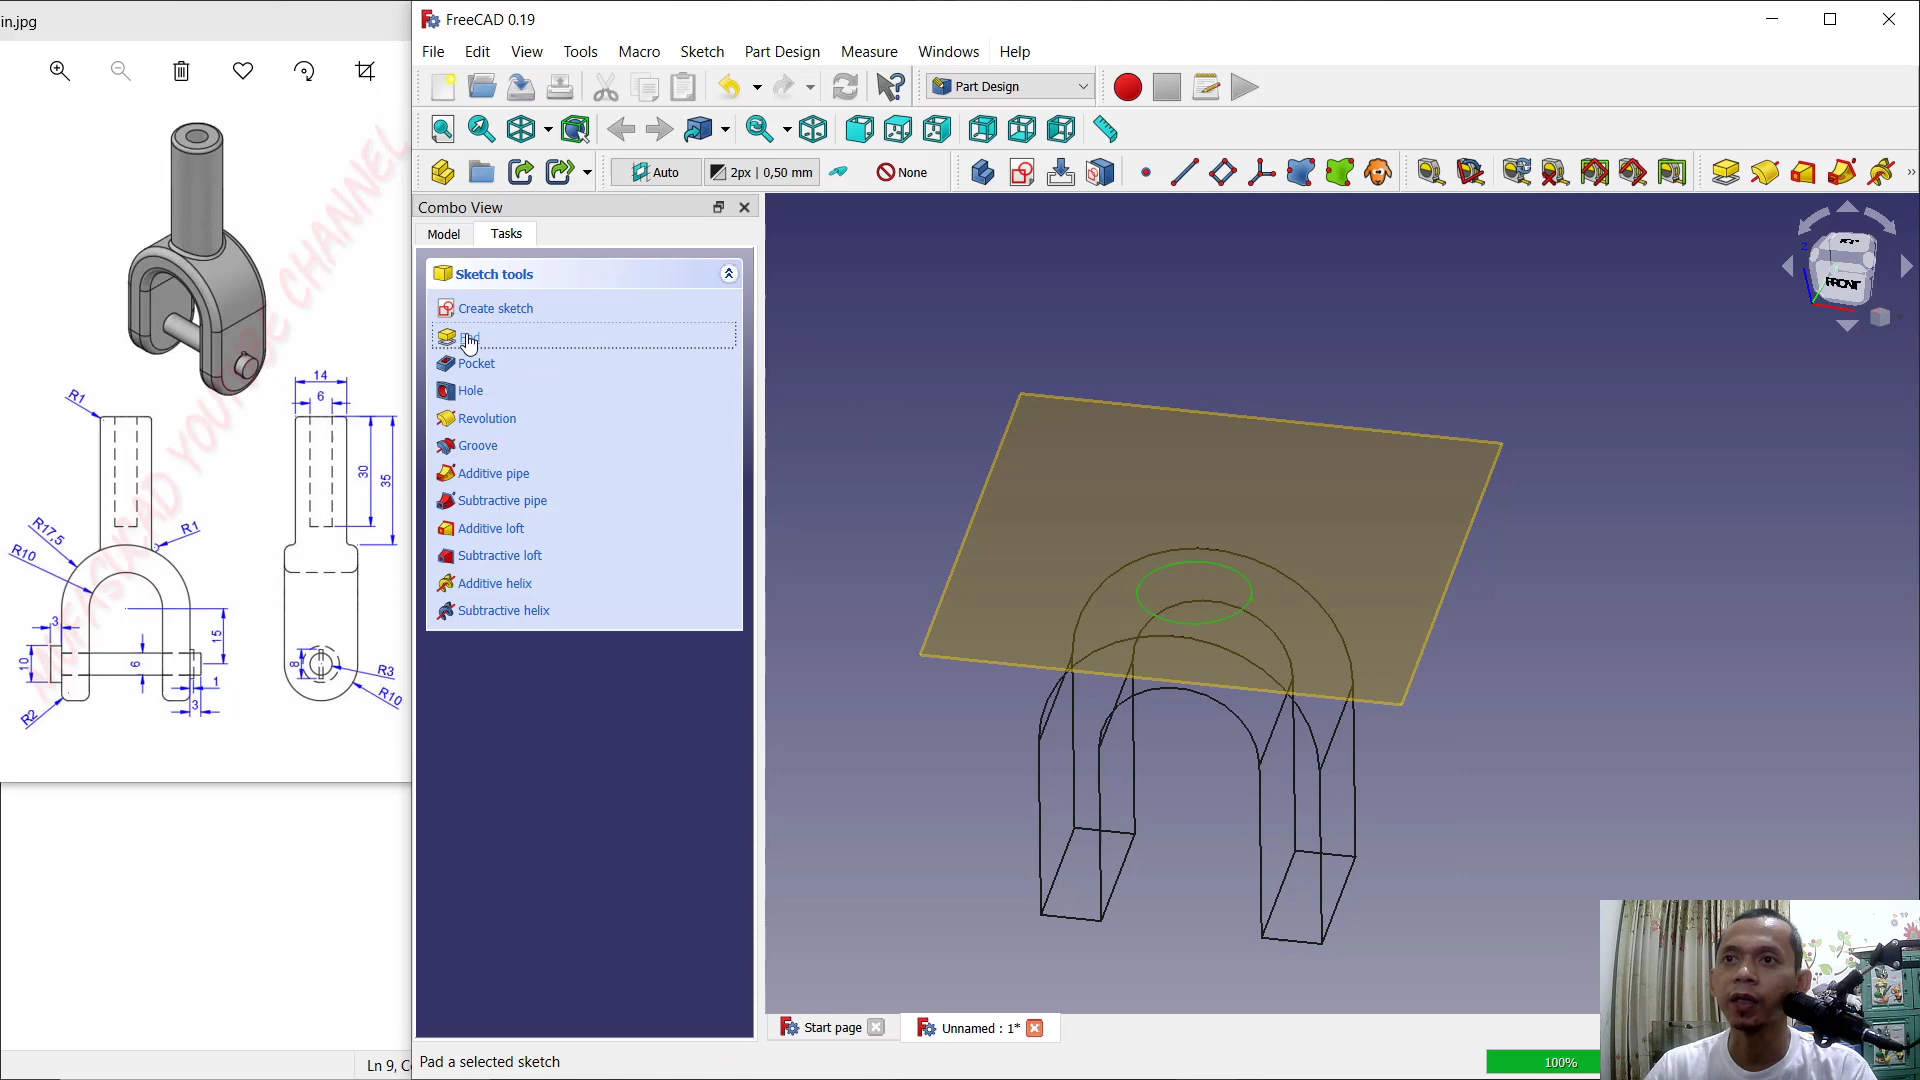 in.jpg
FreeCAD 0.19
File Edit View Tools Macro Sketch Part Design Measure Windows Help
Part Design
Auto
2px | 0,50 mm
None
Combo View
Model
Tasks
Sketch tools
Create sketch
Pocket
Hole
Revolution
Groove
Additive pipe
Subtractive pipe
Additive loft
Subtractive loft
Additive helix
Subtractive helix
FRONT
Z
MUFASUCAD YOUTUBE CHANNEL
14
6
R1
30
35
R17,5
R10
R1
3
15
10
6
8
R3
1
R10
3
R2
Start page
Unnamed : 1*
Ln 9, C
Pad a selected sketch
100%